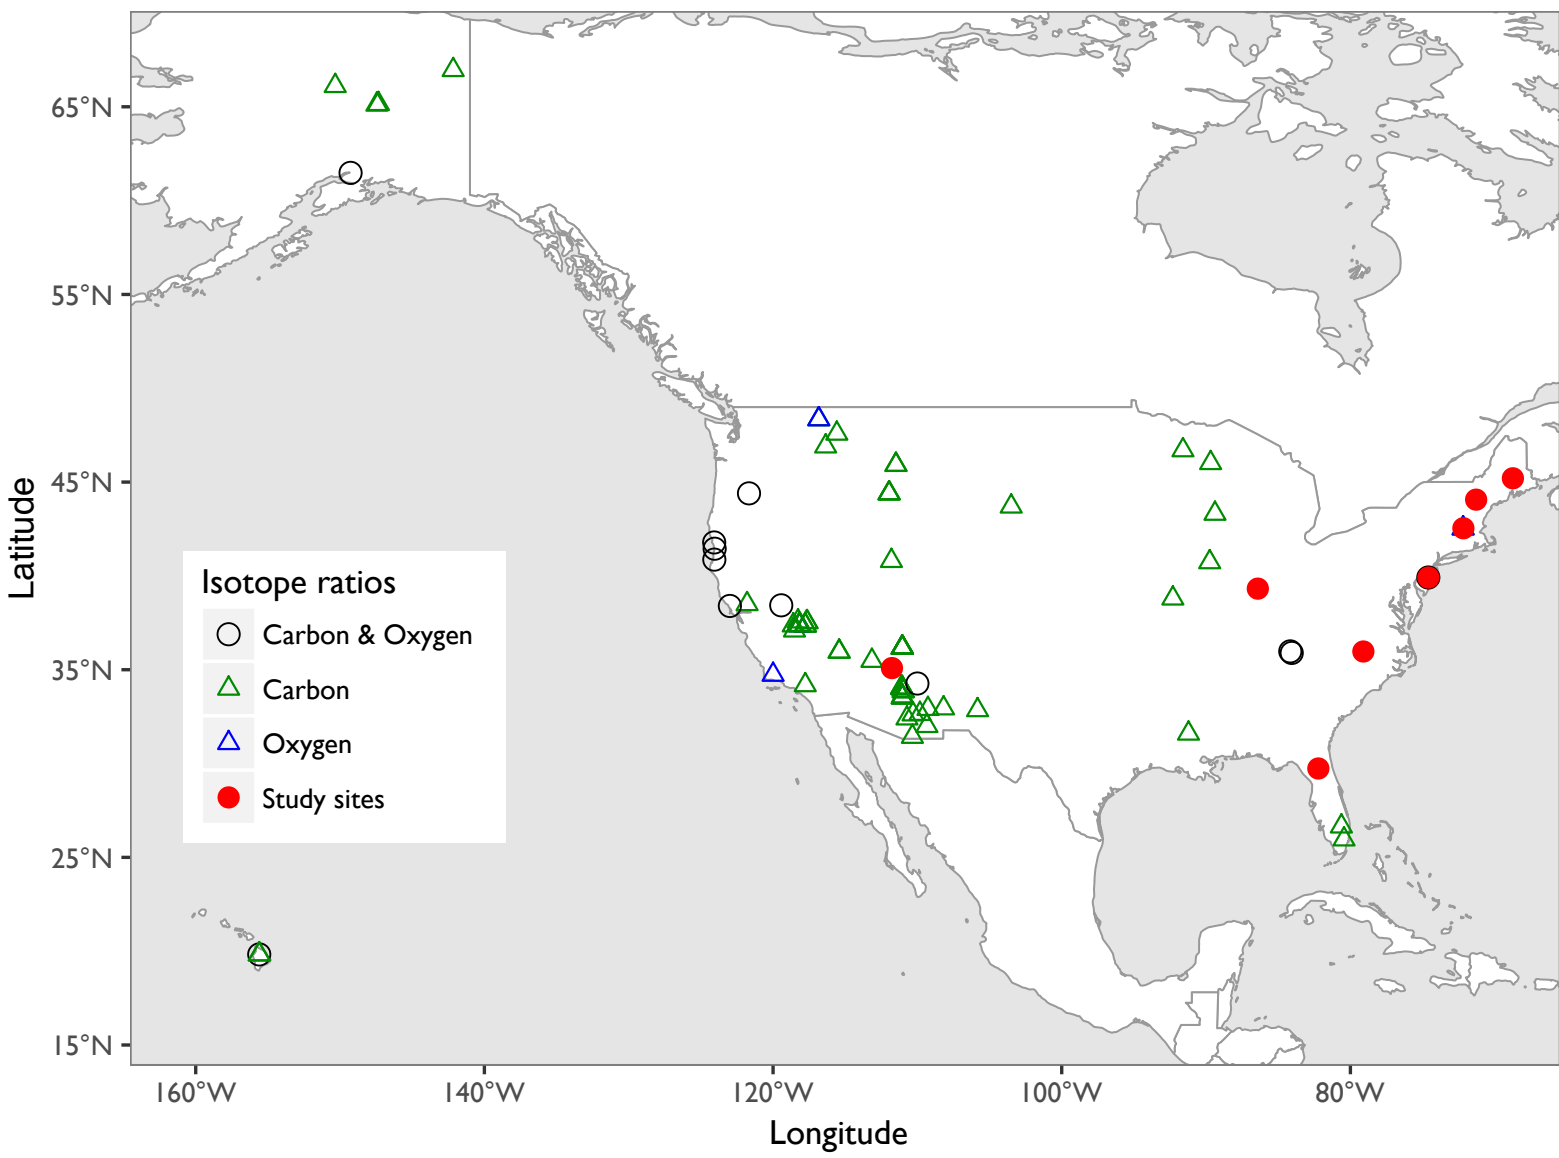 65°N
55°N
45°N
35°N
25°N
15°N
Latitude
Isotope ratios
Carbon & Oxygen
Carbon
Oxygen
Study sites
160°W 140°W 120°W 100°W 80°W
Longitude